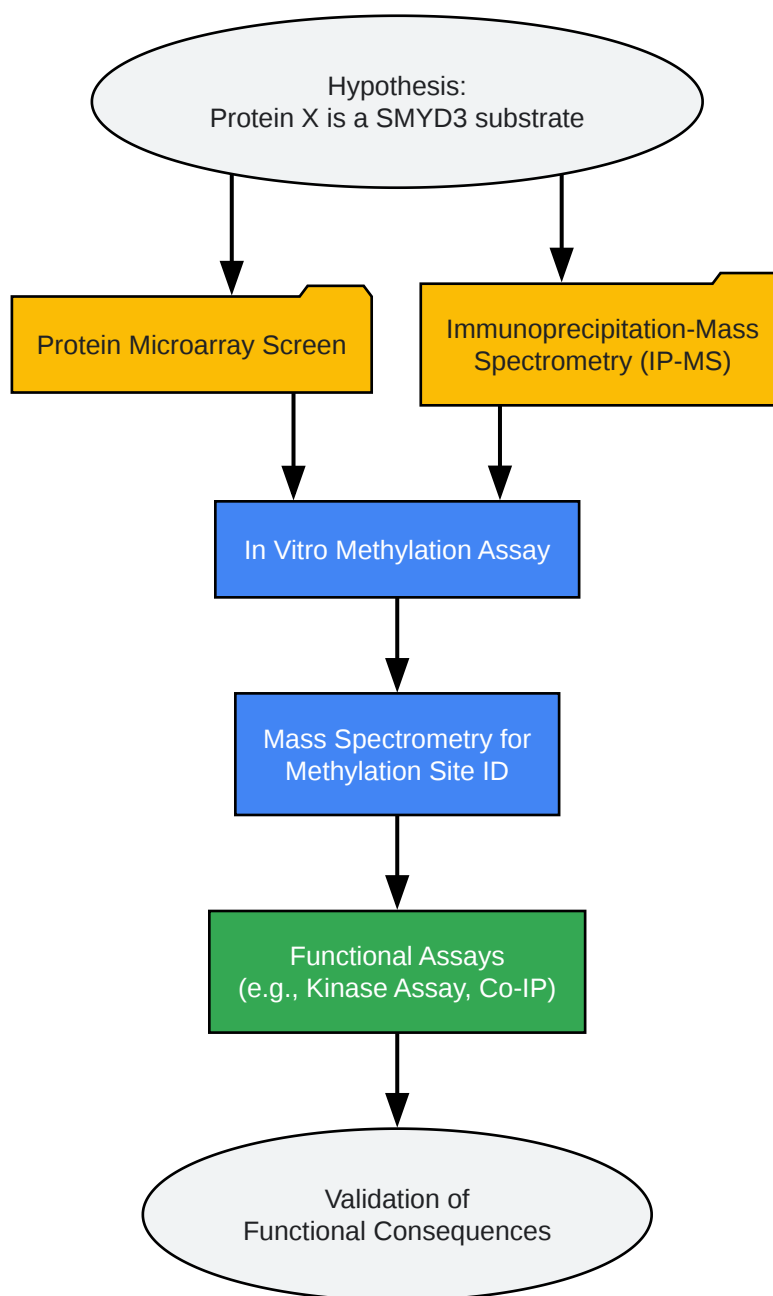 Hypothesis:
Protein X is a SMYD3 substrate
Protein Microarray Screen
Immunoprecipitation-Mass
Spectrometry (IP-MS)
In Vitro Methylation Assay
Mass Spectrometry for
Methylation Site ID
Functional Assays
(e.g., Kinase Assay, Co-IP)
Validation of
Functional Consequences